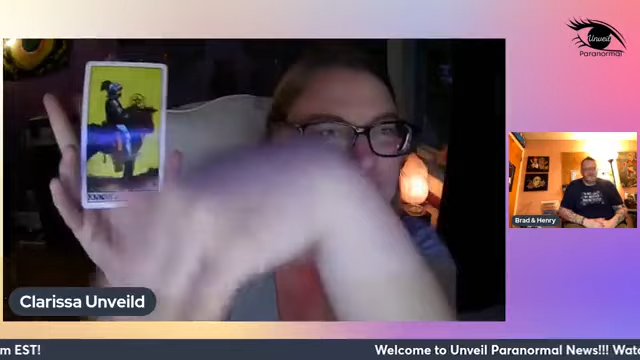 Unveil
Paranormal
Brad & Henry
Clarissa Unveild
m EST!
Welcome to Unveil Paranormal News!!! Wat